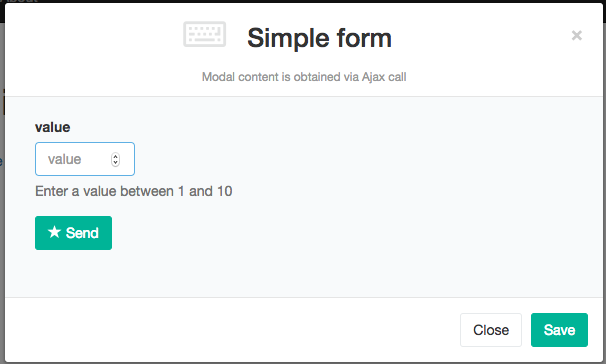 Simple form
×
Modal content is obtained via Ajax call
value
value
Enter a value between 1 and 10
★ Send
Close
Save